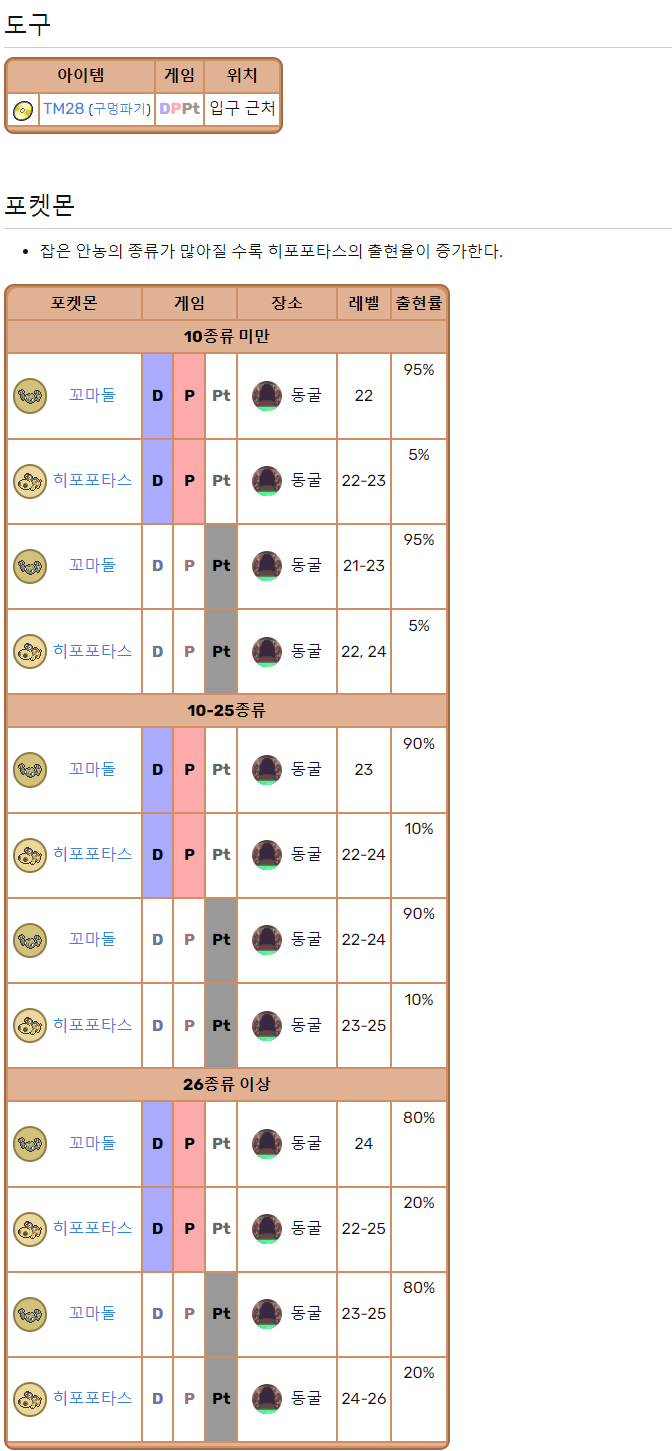 도구
아이템 게임 위치
TM28 (구멍파기) DPPt 입구 근처
포켓몬
• 잡은 안농의 종류가 많아질 수록 히포포타스의 출현율이 증가한다.
포켓몬 게임 장소 레벨 출현률
10종류 미만
꼬마돌 D P Pt 동굴 22 95%
히포포타스 D P Pt 동굴 22-23 5%
꼬마돌 D P Pt 동굴 21-23 95%
히포포타스 D P Pt 동굴 22, 24 5%
10-25종류
꼬마돌 D P Pt 동굴 23 90%
히포포타스 D P Pt 동굴 22-24 10%
꼬마돌 D P Pt 동굴 22-24 90%
히포포타스 D P Pt 동굴 23-25 10%
26종류 이상
꼬마돌 D P Pt 동굴 24 80%
히포포타스 D P Pt 동굴 22-25 20%
꼬마돌 D P Pt 동굴 23-25 80%
히포포타스 D P Pt 동굴 24-26 20%